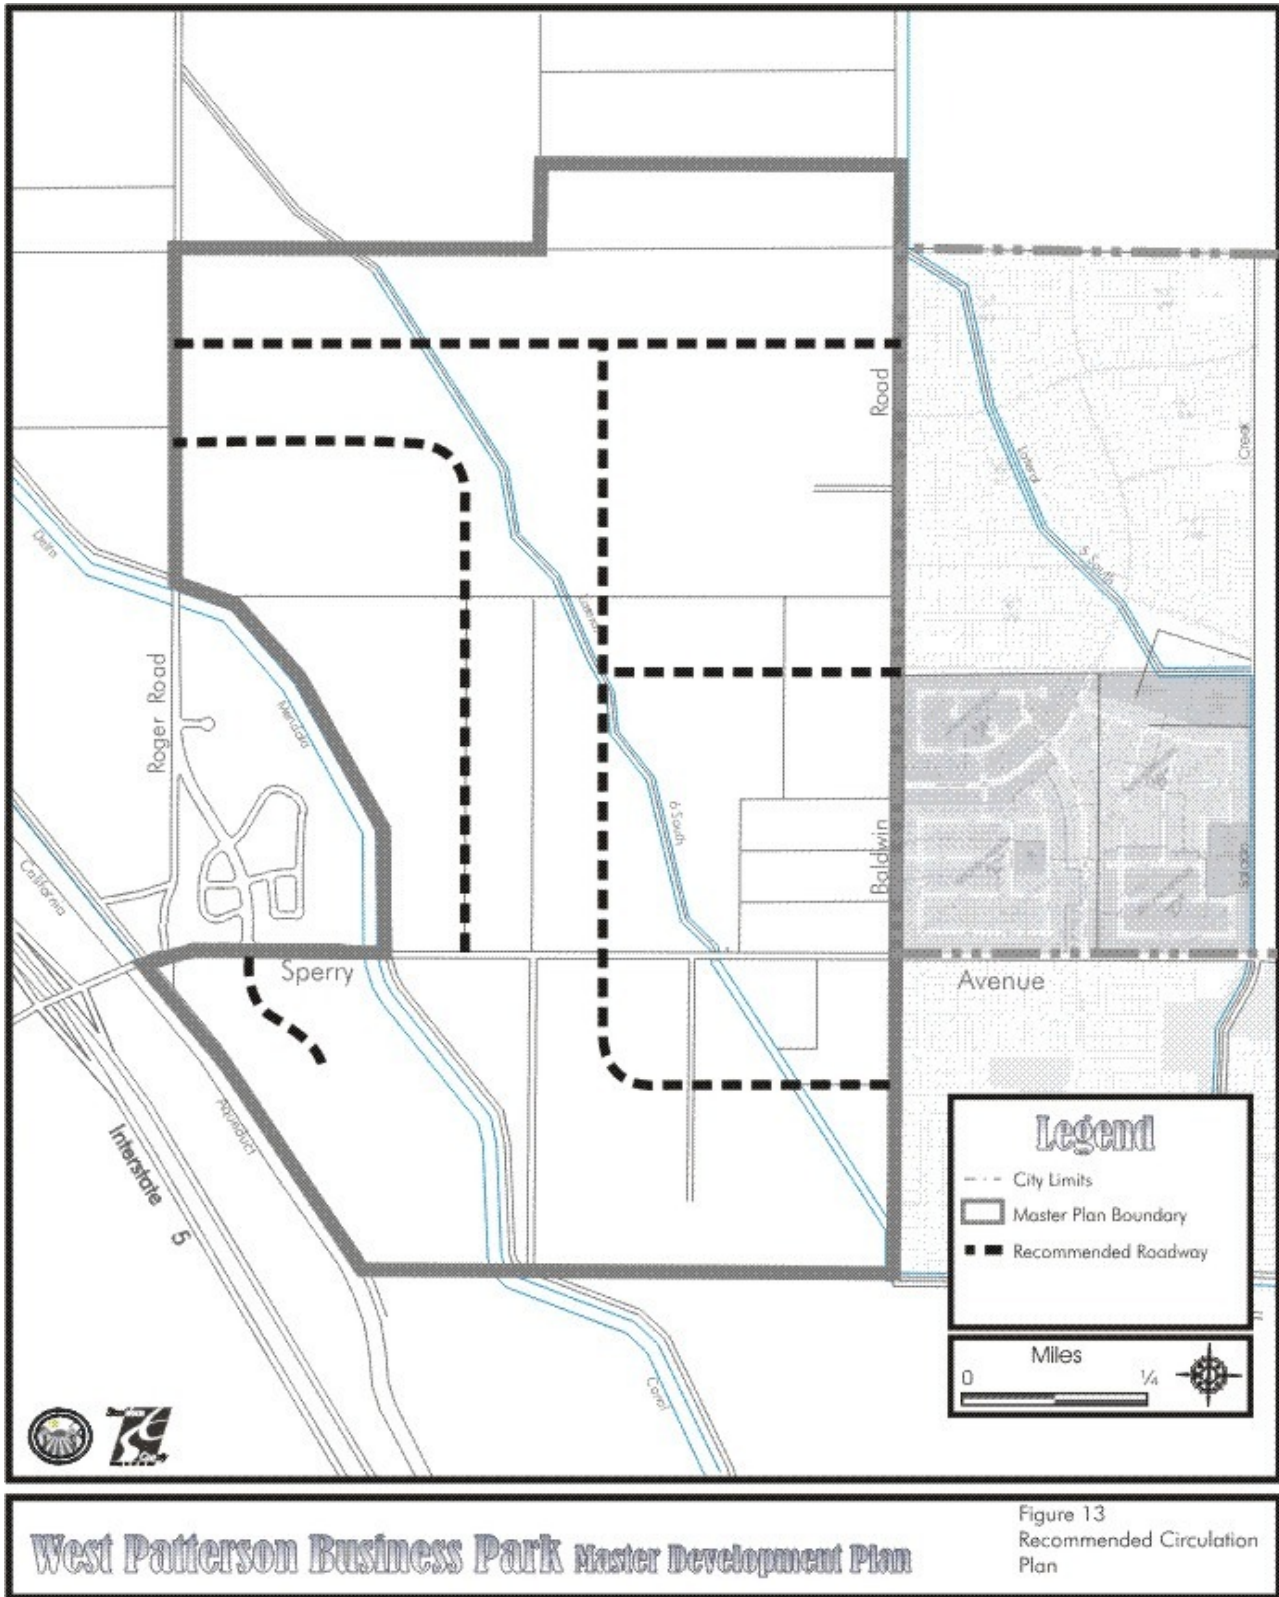 Road
Creek
Lateral
Delta
5 South
Lateral
Roger Road
Mendota
6 South
Baldwin
Salado
California
Sperry
Avenue
Aqueduct
Interstate 5
Canal
Legend
City Limits
Master Plan Boundary
Recommended Roadway
Miles
0 1/4
West Patterson Business Park Master Development Plan
Figure 13
Recommended Circulation
Plan